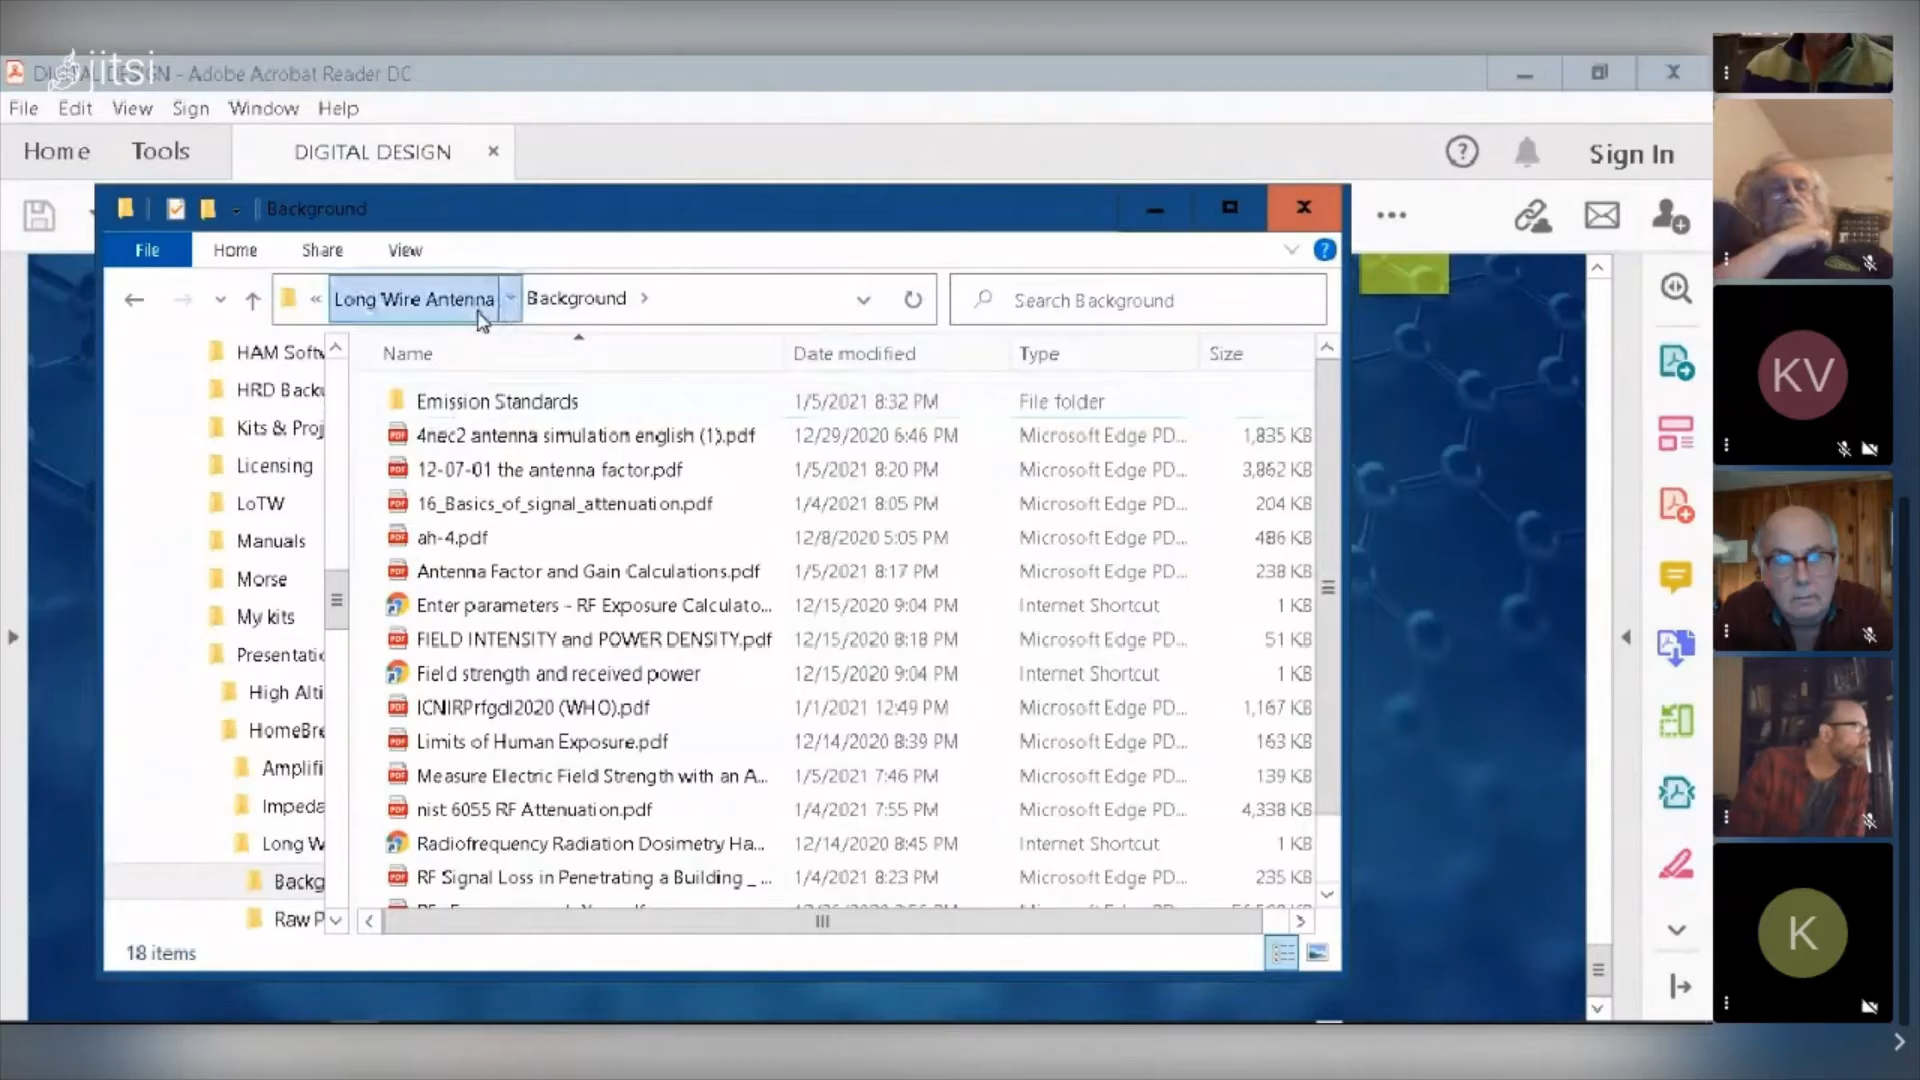 jitsi
DIGITAL DESIGN - Adobe Acrobat Reader DC
File Edit View Sign Window Help
Home Tools DIGITAL DESIGN × Sign In
Background
File Home Share View
« Long Wire Antenna Background › Search Background
Name Date modified Type Size
HAM Softw
HRD Backu
Kits & Proj
Licensing
LoTW
Manuals
Morse
My kits
Presentatic
High Alti
HomeBre
Amplifi
Impeda
Long W
Backg
Raw P
Emission Standards 1/5/2021 8:32 PM File folder
4nec2 antenna simulation english (1).pdf 12/29/2020 6:46 PM Microsoft Edge PD... 1,835 KB
12-07-01 the antenna factor.pdf 1/5/2021 8:20 PM Microsoft Edge PD... 3,862 KB
16_Basics_of_signal_attenuation.pdf 1/4/2021 8:05 PM Microsoft Edge PD... 204 KB
ah-4.pdf 12/8/2020 5:05 PM Microsoft Edge PD... 486 KB
Antenna Factor and Gain Calculations.pdf 1/5/2021 8:17 PM Microsoft Edge PD... 238 KB
Enter parameters - RF Exposure Calculato... 12/15/2020 9:04 PM Internet Shortcut 1 KB
FIELD INTENSITY and POWER DENSITY.pdf 12/15/2020 8:18 PM Microsoft Edge PD... 51 KB
Field strength and received power 12/15/2020 9:04 PM Internet Shortcut 1 KB
ICNIRPrfgdl2020 (WHO).pdf 1/1/2021 12:49 PM Microsoft Edge PD... 1,167 KB
Limits of Human Exposure.pdf 12/14/2020 8:39 PM Microsoft Edge PD... 163 KB
Measure Electric Field Strength with an A... 1/5/2021 7:46 PM Microsoft Edge PD... 139 KB
nist 6055 RF Attenuation.pdf 1/4/2021 7:55 PM Microsoft Edge PD... 4,338 KB
Radiofrequency Radiation Dosimetry Ha... 12/14/2020 8:45 PM Internet Shortcut 1 KB
RF Signal Loss in Penetrating a Building _ ... 1/4/2021 8:23 PM Microsoft Edge PD... 235 KB
18 items
KV
K